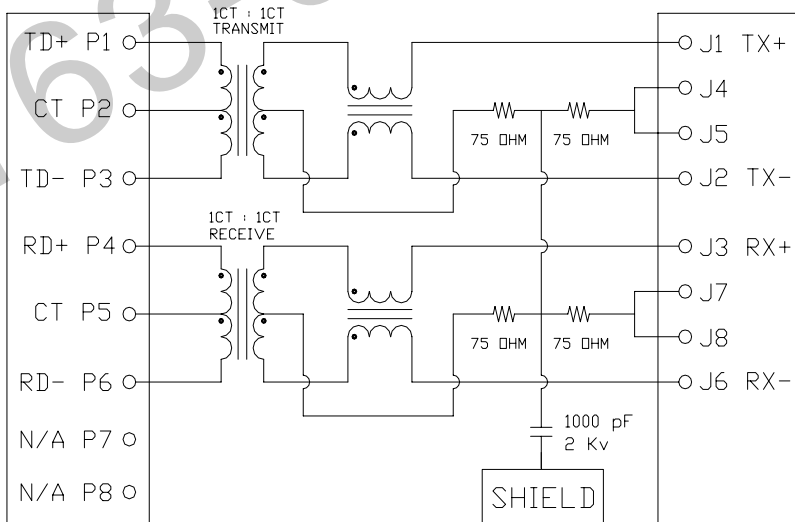 1CT : 1CT
TRANSMIT
TD+ P1
CT P2
TD- P3
1CT : 1CT
RECEIVE
RD+ P4
CT P5
RD- P6
N/A P7
N/A P8
J1 TX+
J4
75 OHM 75 OHM
J5
J2 TX-
J3 RX+
J7
75 OHM 75 OHM
J8
J6 RX-
1000 pF
2 Kv
SHIELD
63